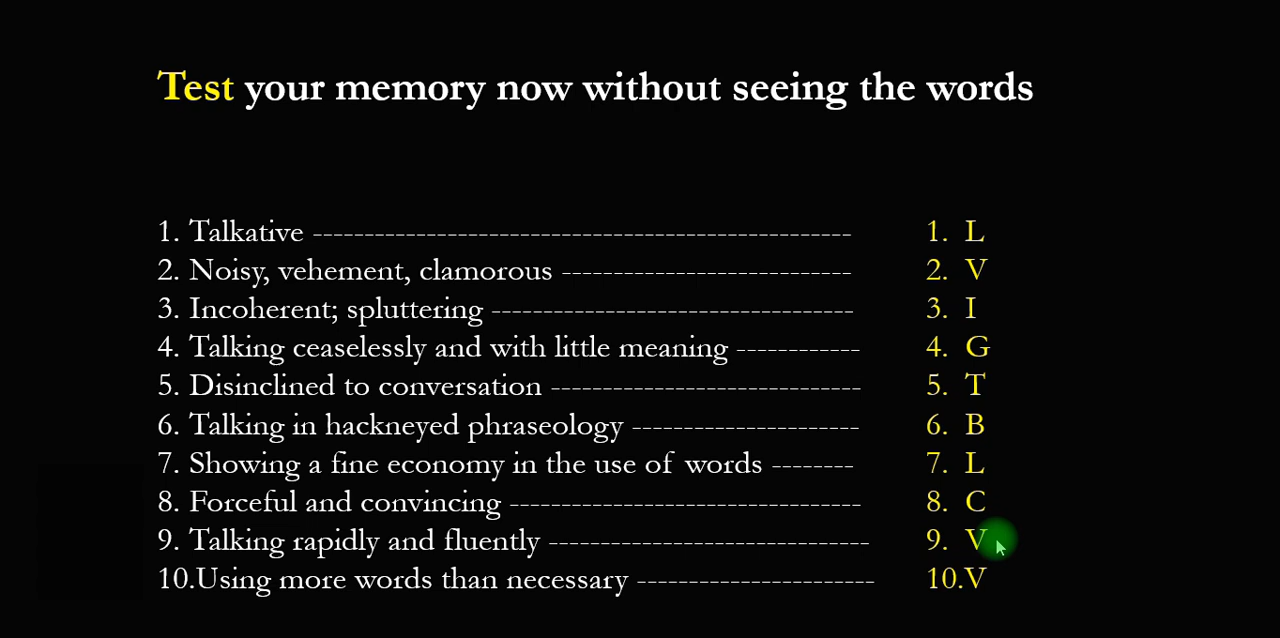 Test your memory now without seeing the words
1. Talkative ---------------------------------------------------- 1. L
2. Noisy, vehement, clamorous ---------------------------- 2. V
3. Incoherent; spluttering ----------------------------------- 3. I
4. Talking ceaselessly and with little meaning ------------ 4. G
5. Disinclined to conversation ------------------------------ 5. T
6. Talking in hackneyed phraseology ---------------------- 6. B
7. Showing a fine economy in the use of words -------- 7. L
8. Forceful and convincing ---------------------------------- 8. C
9. Talking rapidly and fluently ------------------------------- 9. V
10.Using more words than necessary ----------------------- 10.V